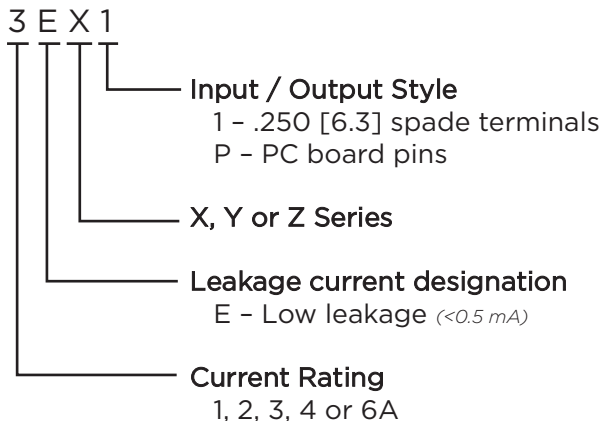 3 E X 1
Input / Output Style
1 – .250 [6.3] spade terminals
P – PC board pins
X, Y or Z Series
Leakage current designation
E – Low leakage (<0.5 mA)
Current Rating
1, 2, 3, 4 or 6A